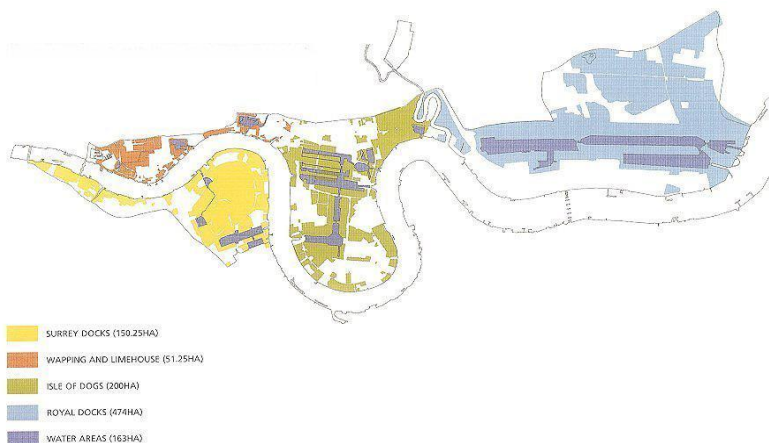 SURREY DOCKS (150.25HA)
WAPPING AND LIMEHOUSE (51.25HA)
ISLE OF DOGS (200HA)
ROYAL DOCKS (474HA)
WATER AREAS (163HA)